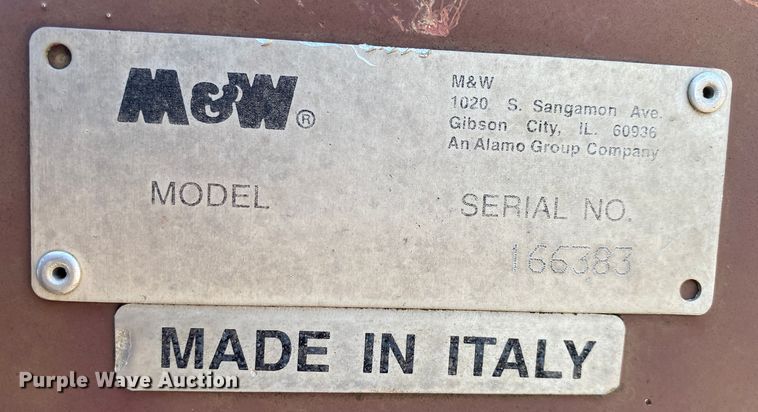 M&W®
M&W
1020 S. Sangamon Ave.
Gibson City, IL. 60936
An Alamo Group Company
MODEL
SERIAL NO.
166383
MADE IN ITALY
Purple Wave Auction